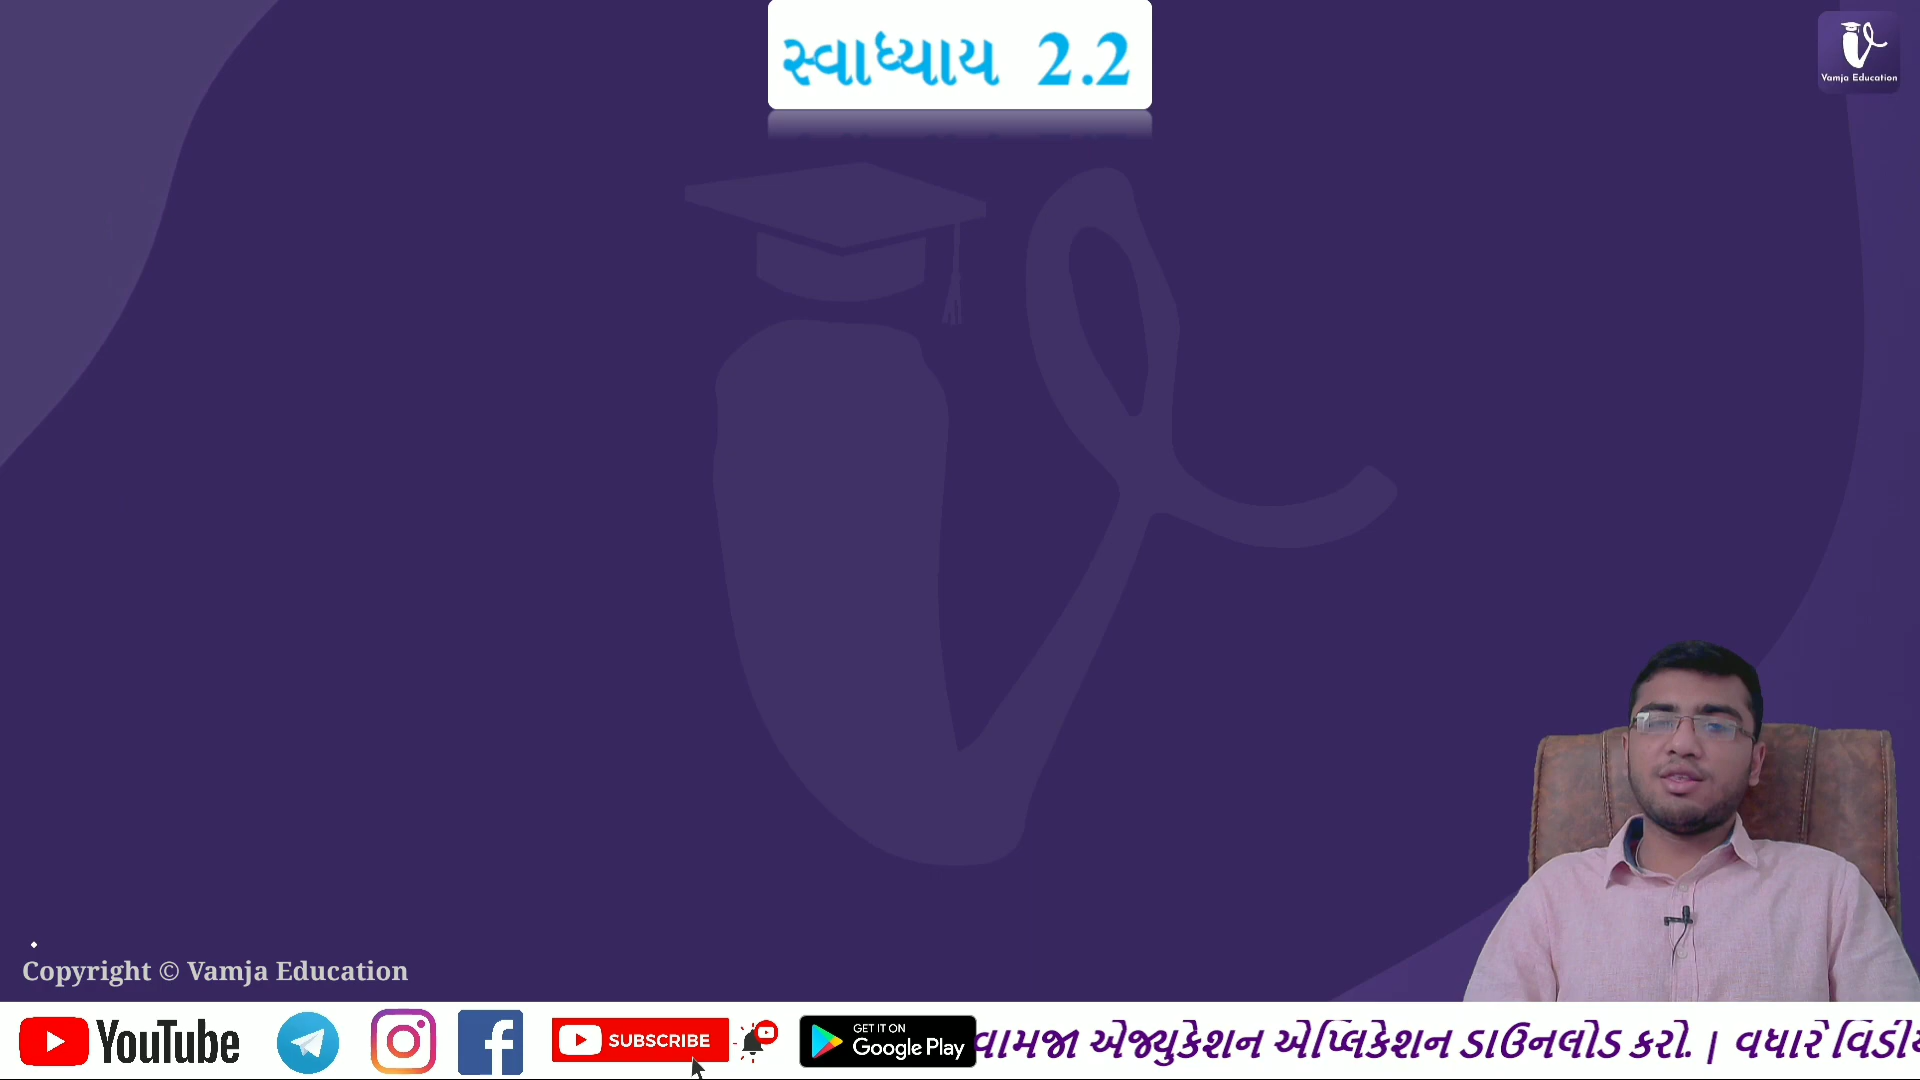 સ્વાધ્યાય 2.2
Vamja Education
Copyright © Vamja Education
YouTube
SUBSCRIBE
GET IT ON
Google Play
વામજા એજ્યુકેશન એપ્લિકેશન ડાઉનલોડ કરો. | વધારે